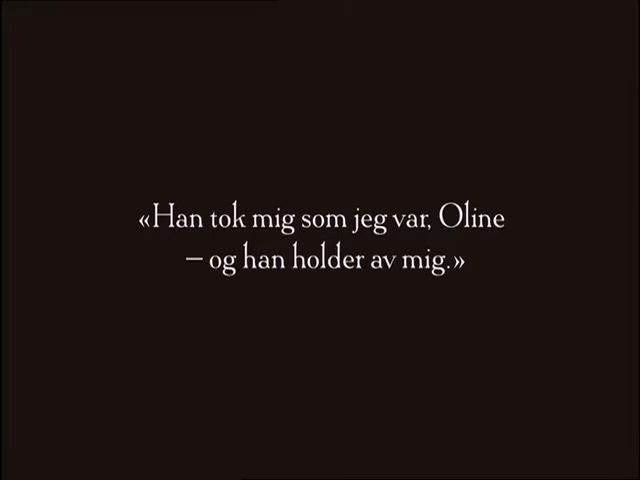 «Han tok mig som jeg var, Oline
– og han holder av mig.»